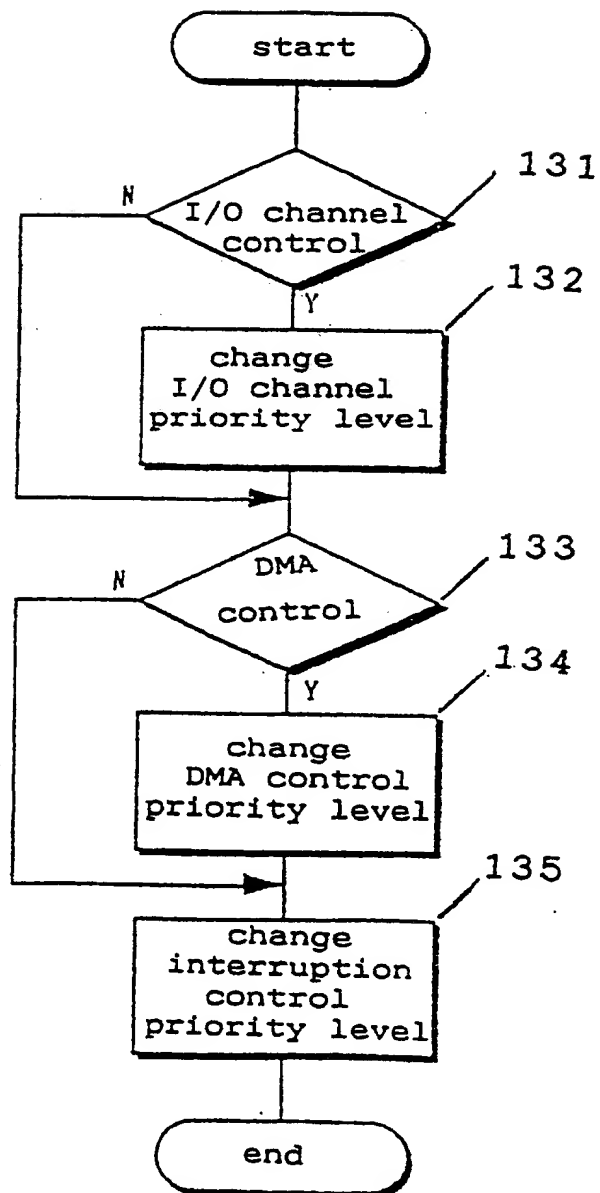 start
131
N
I/O channel
control
Y
132
change
I/O channel
priority level
133
N
DMA
control
Y
134
change
DMA control
priority level
135
change
interruption
control
priority level
end